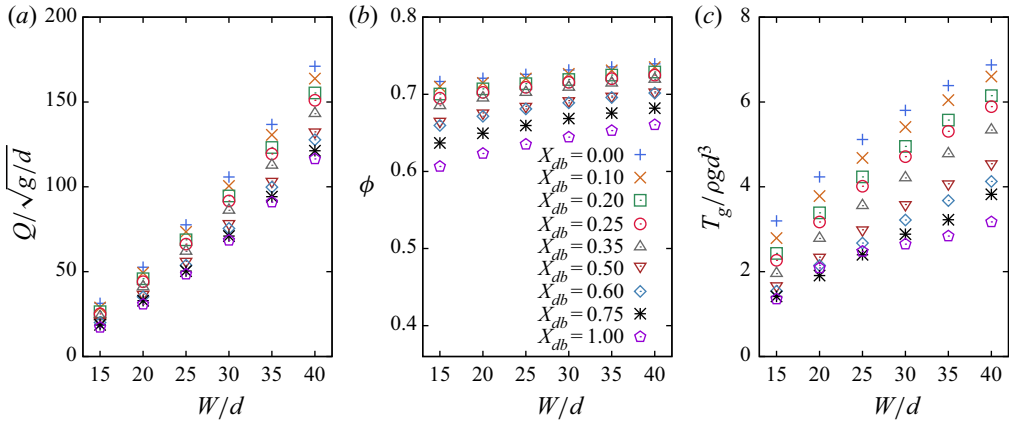 (a)
200
150
100
50
0
15 20 25 30 35 40
W/d
Q/√g/d
(b)
0.8
0.7
0.6
0.5
0.4
15 20 25 30 35 40
W/d
ϕ
X_db = 0.00
X_db = 0.10
X_db = 0.20
X_db = 0.25
X_db = 0.35
X_db = 0.50
X_db = 0.60
X_db = 0.75
X_db = 1.00
(c)
8
6
4
2
0
15 20 25 30 35 40
W/d
T_g/ρgd³